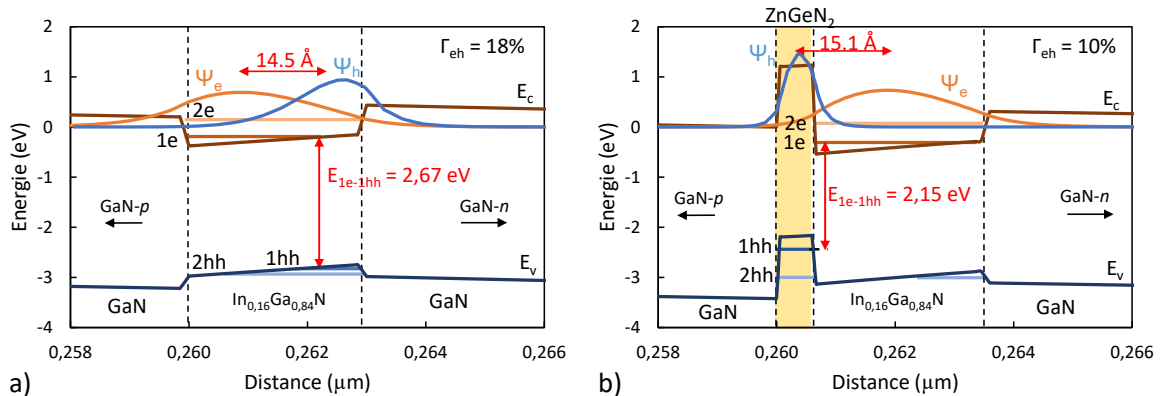 2
1
0
-1
-2
-3
-4
Energie (eV)
14.5 Å
Γeh = 18%
Ψe
Ψh
Ec
2e
1e
E1e-1hh = 2,67 eV
GaN-p
GaN-n
2hh
1hh
Ev
GaN
In0,16Ga0,84N
GaN
0,258
0,260
0,262
0,264
0,266
Distance (μm)
a)
ZnGeN2
2
1
0
-1
-2
-3
-4
Energie (eV)
15.1 Å
Γeh = 10%
Ψh
Ψe
Ec
2e
1e
E1e-1hh = 2,15 eV
GaN-p
GaN-n
1hh
2hh
Ev
GaN
In0,16Ga0,84N
GaN
0,258
0,260
0,262
0,264
0,266
Distance (μm)
b)